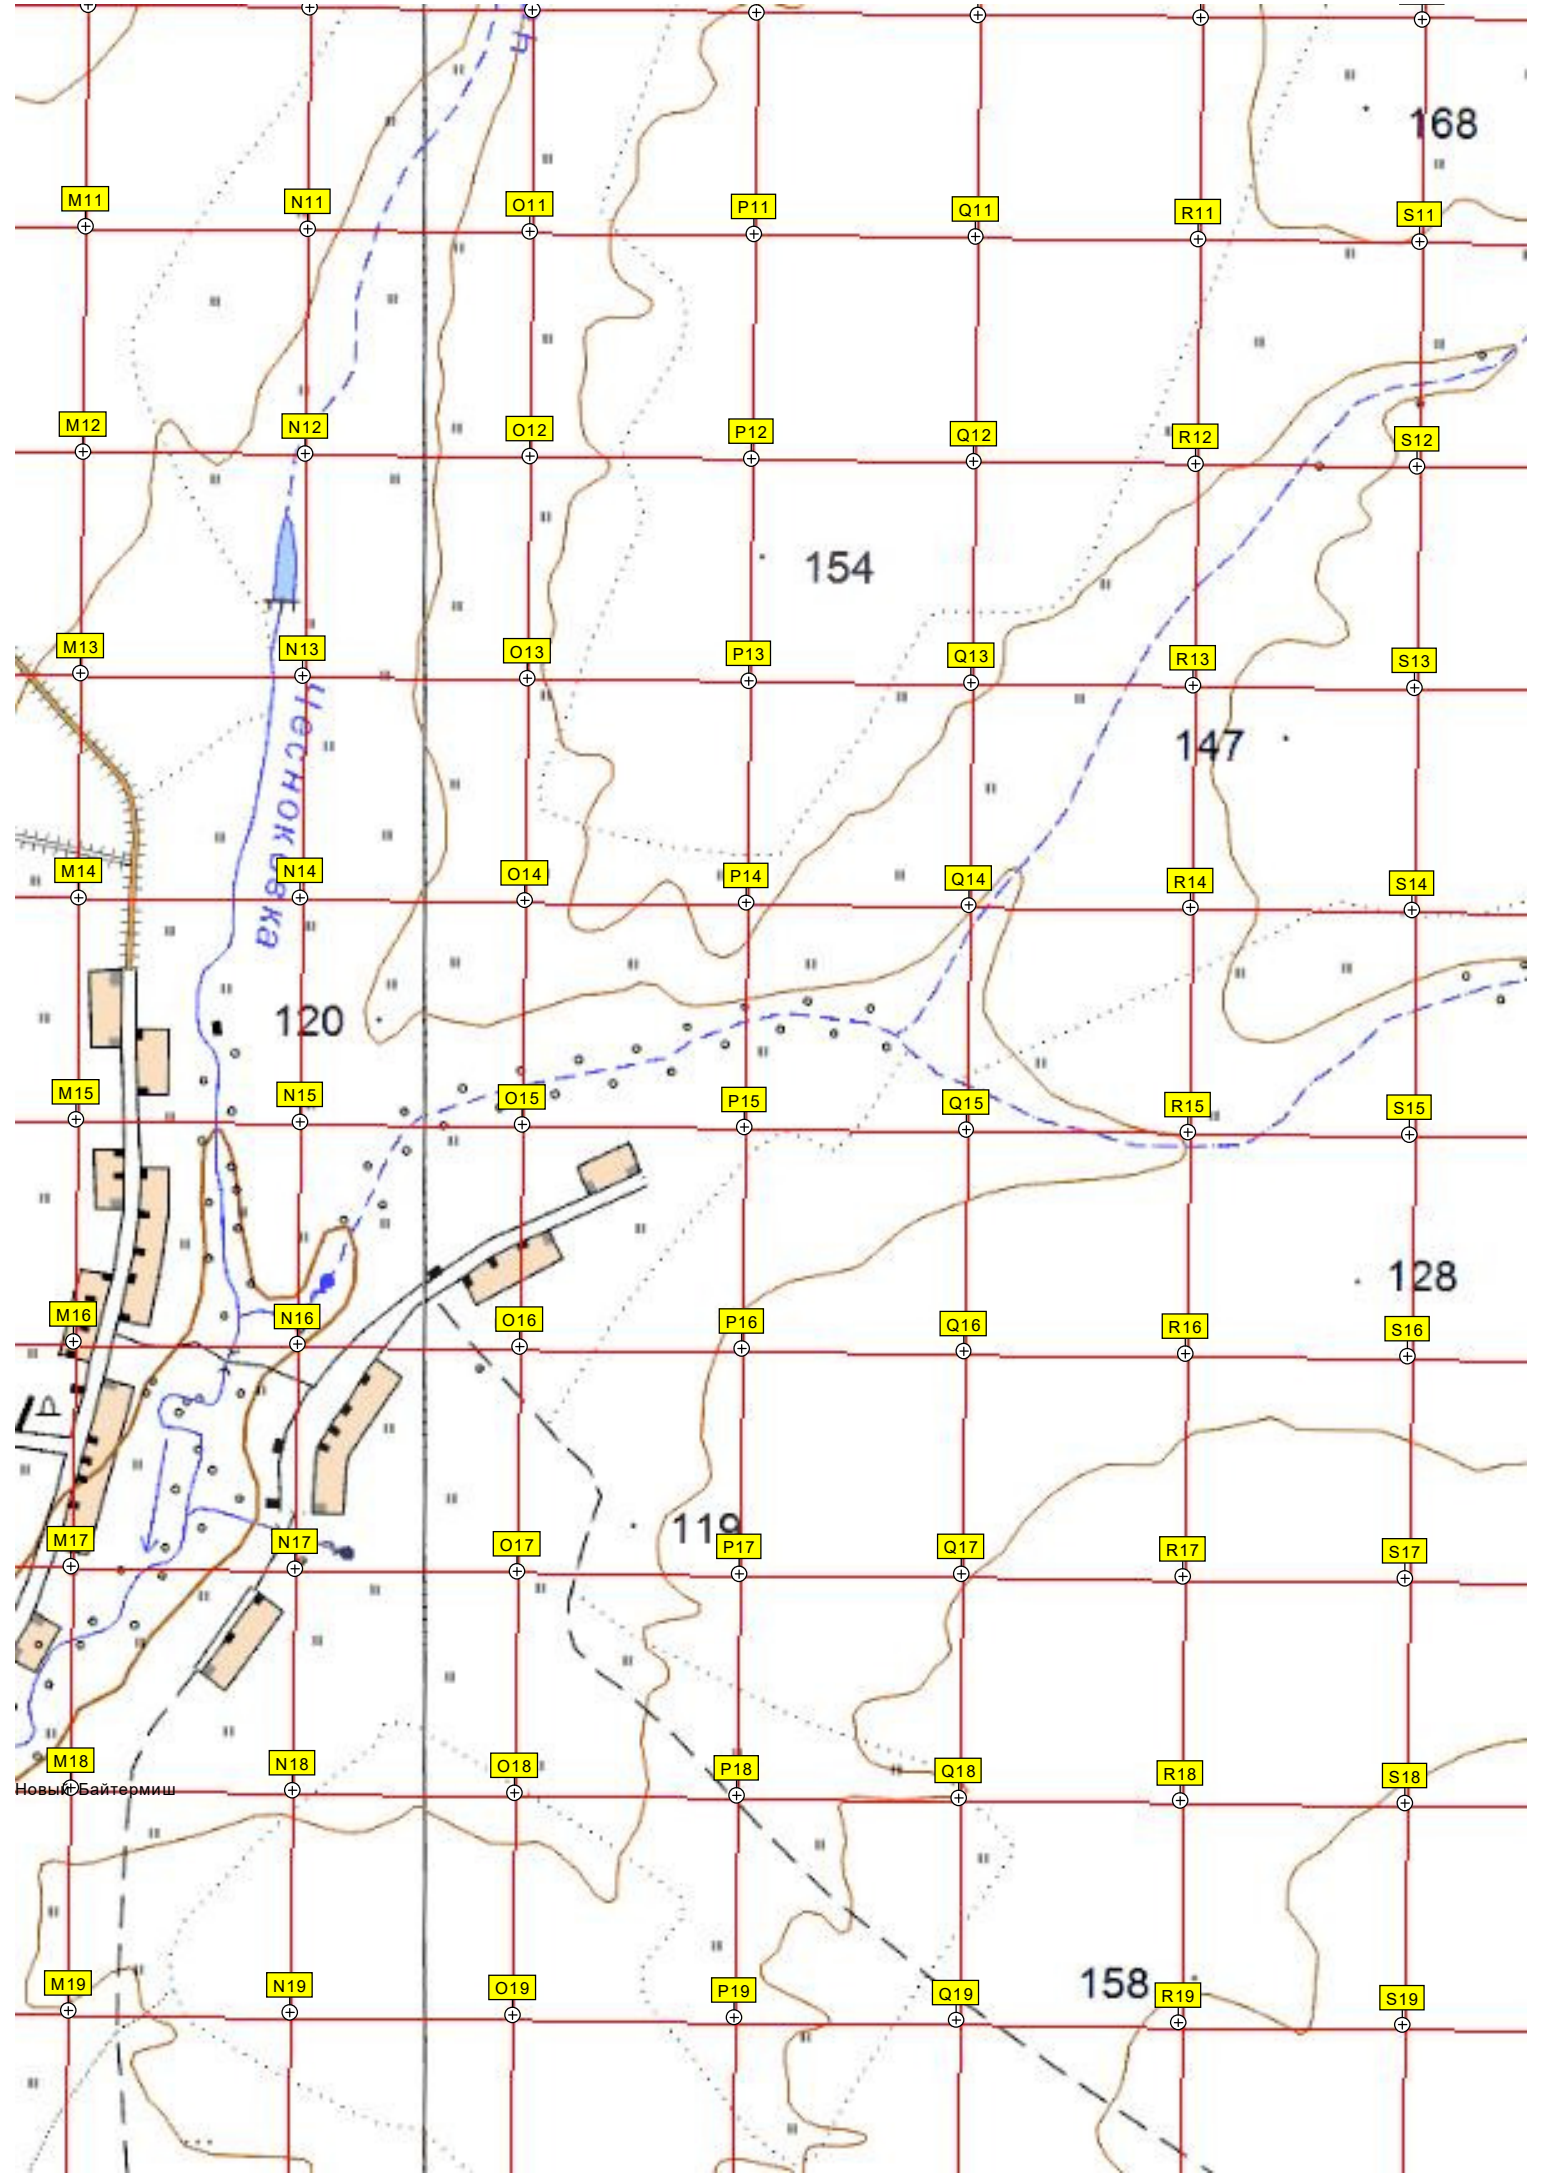 Ч
168
M11 N11 O11 P11 Q11 R11 S11
M12 N12 O12 P12 Q12 R12 S12
154
M13 N13 O13 P13 Q13 R13 S13
147
Чесноковка
M14 N14 O14 P14 Q14 R14 S14
120
M15 N15 O15 P15 Q15 R15 S15
128
M16 N16 O16 P16 Q16 R16 S16
119
M17 N17 O17 P17 Q17 R17 S17
M18 N18 O18 P18 Q18 R18 S18
Новый Байтермиш
158
M19 N19 O19 P19 Q19 R19 S19